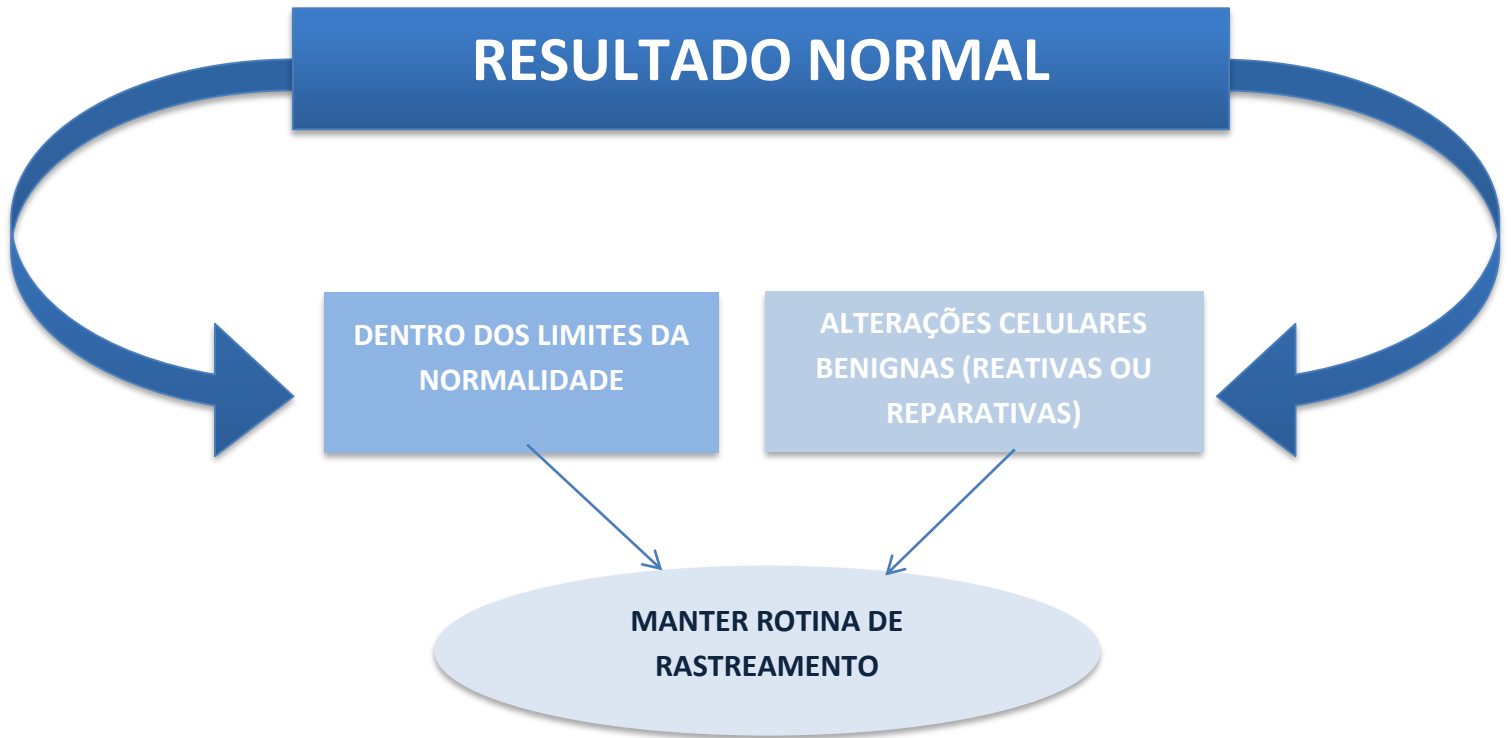 RESULTADO NORMAL
DENTRO DOS LIMITES DA
NORMALIDADE
ALTERAÇÕES CELULARES
BENIGNAS (REATIVAS OU
REPARATIVAS)
MANTER ROTINA DE
RASTREAMENTO